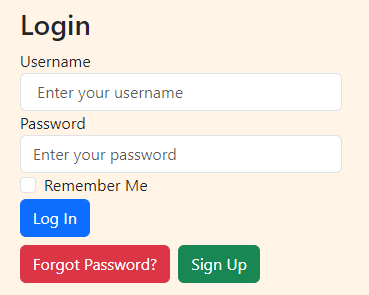 Login
Username
Enter your username
Password
Enter your password
Remember Me
Log In
Forgot Password? Sign Up